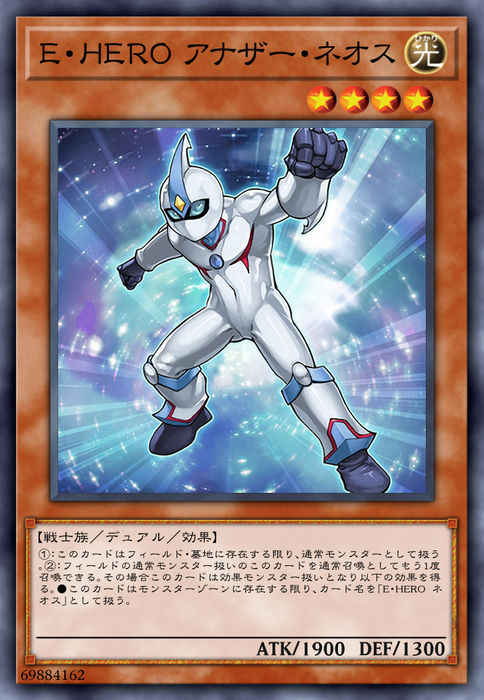 E・HERO アナザー・ネオス
ひかり
光
【戦士族／デュアル／効果】
①:このカードはフィールド・墓地に存在する限り、通常モンスターとして扱う
。②:フィールドの通常モンスター扱いのこのカードを通常召喚としてもう1度
召喚できる。その場合このカードは効果モンスター扱いとなり以下の効果を得
る。●このカードはモンスターゾーンに存在する限り、カード名を「E・HERO ネ
オス」として扱う。
ATK/1900 DEF/1300
69884162